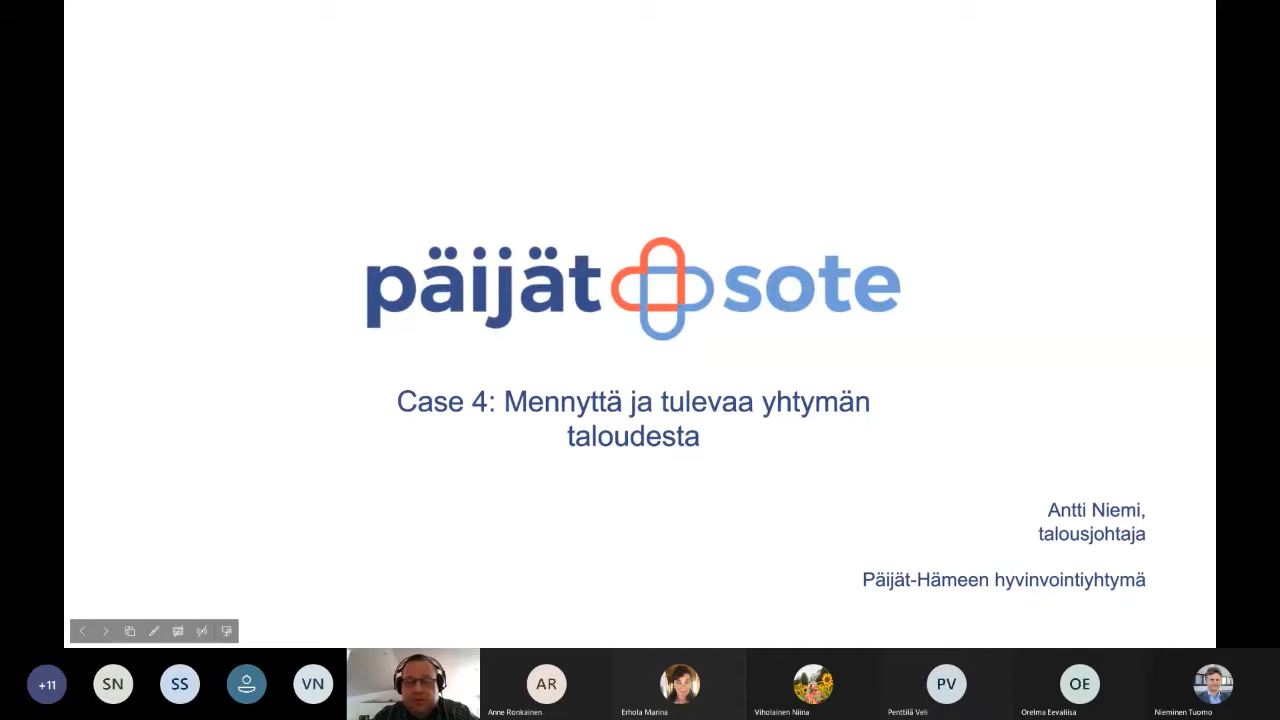 päijät sote
Case 4: Mennyttä ja tulevaa yhtymän
taloudesta
Antti Niemi,
talousjohtaja
Päijät-Hämeen hyvinvointiyhtymä
+11
SN
SS
VN
AR
PV
OE
Anne Ronkainen
Erhola Marina
Viholainen Niina
Penttilä Veli
Orelma Eevaliisa
Nieminen Tuomo